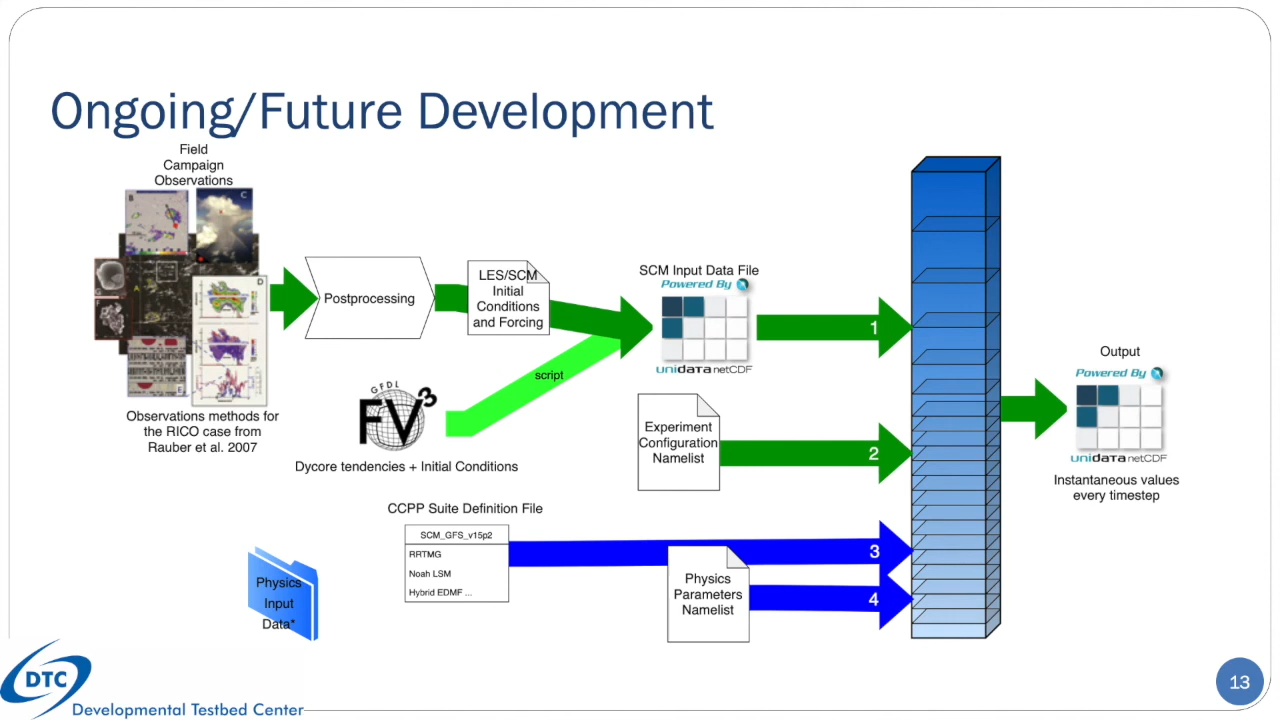 Ongoing/Future Development
Field
Campaign
Observations
B
C
G
A
D
F
E
Observations methods for
the RICO case from
Rauber et al. 2007
Postprocessing
LES/SCM
Initial
Conditions
and Forcing
script
GFDL
FV3
Dycore tendencies + Initial Conditions
SCM Input Data File
Powered By
unidata netCDF
1
Experiment
Configuration
Namelist
2
CCPP Suite Definition File
SCM_GFS_v15p2
RRTMG
Noah LSM
Hybrid EDMF ...
3
Physics
Parameters
Namelist
4
Physics
Input
Data*
Output
Powered By
unidata netCDF
Instantaneous values
every timestep
DTC
Developmental Testbed Center
13